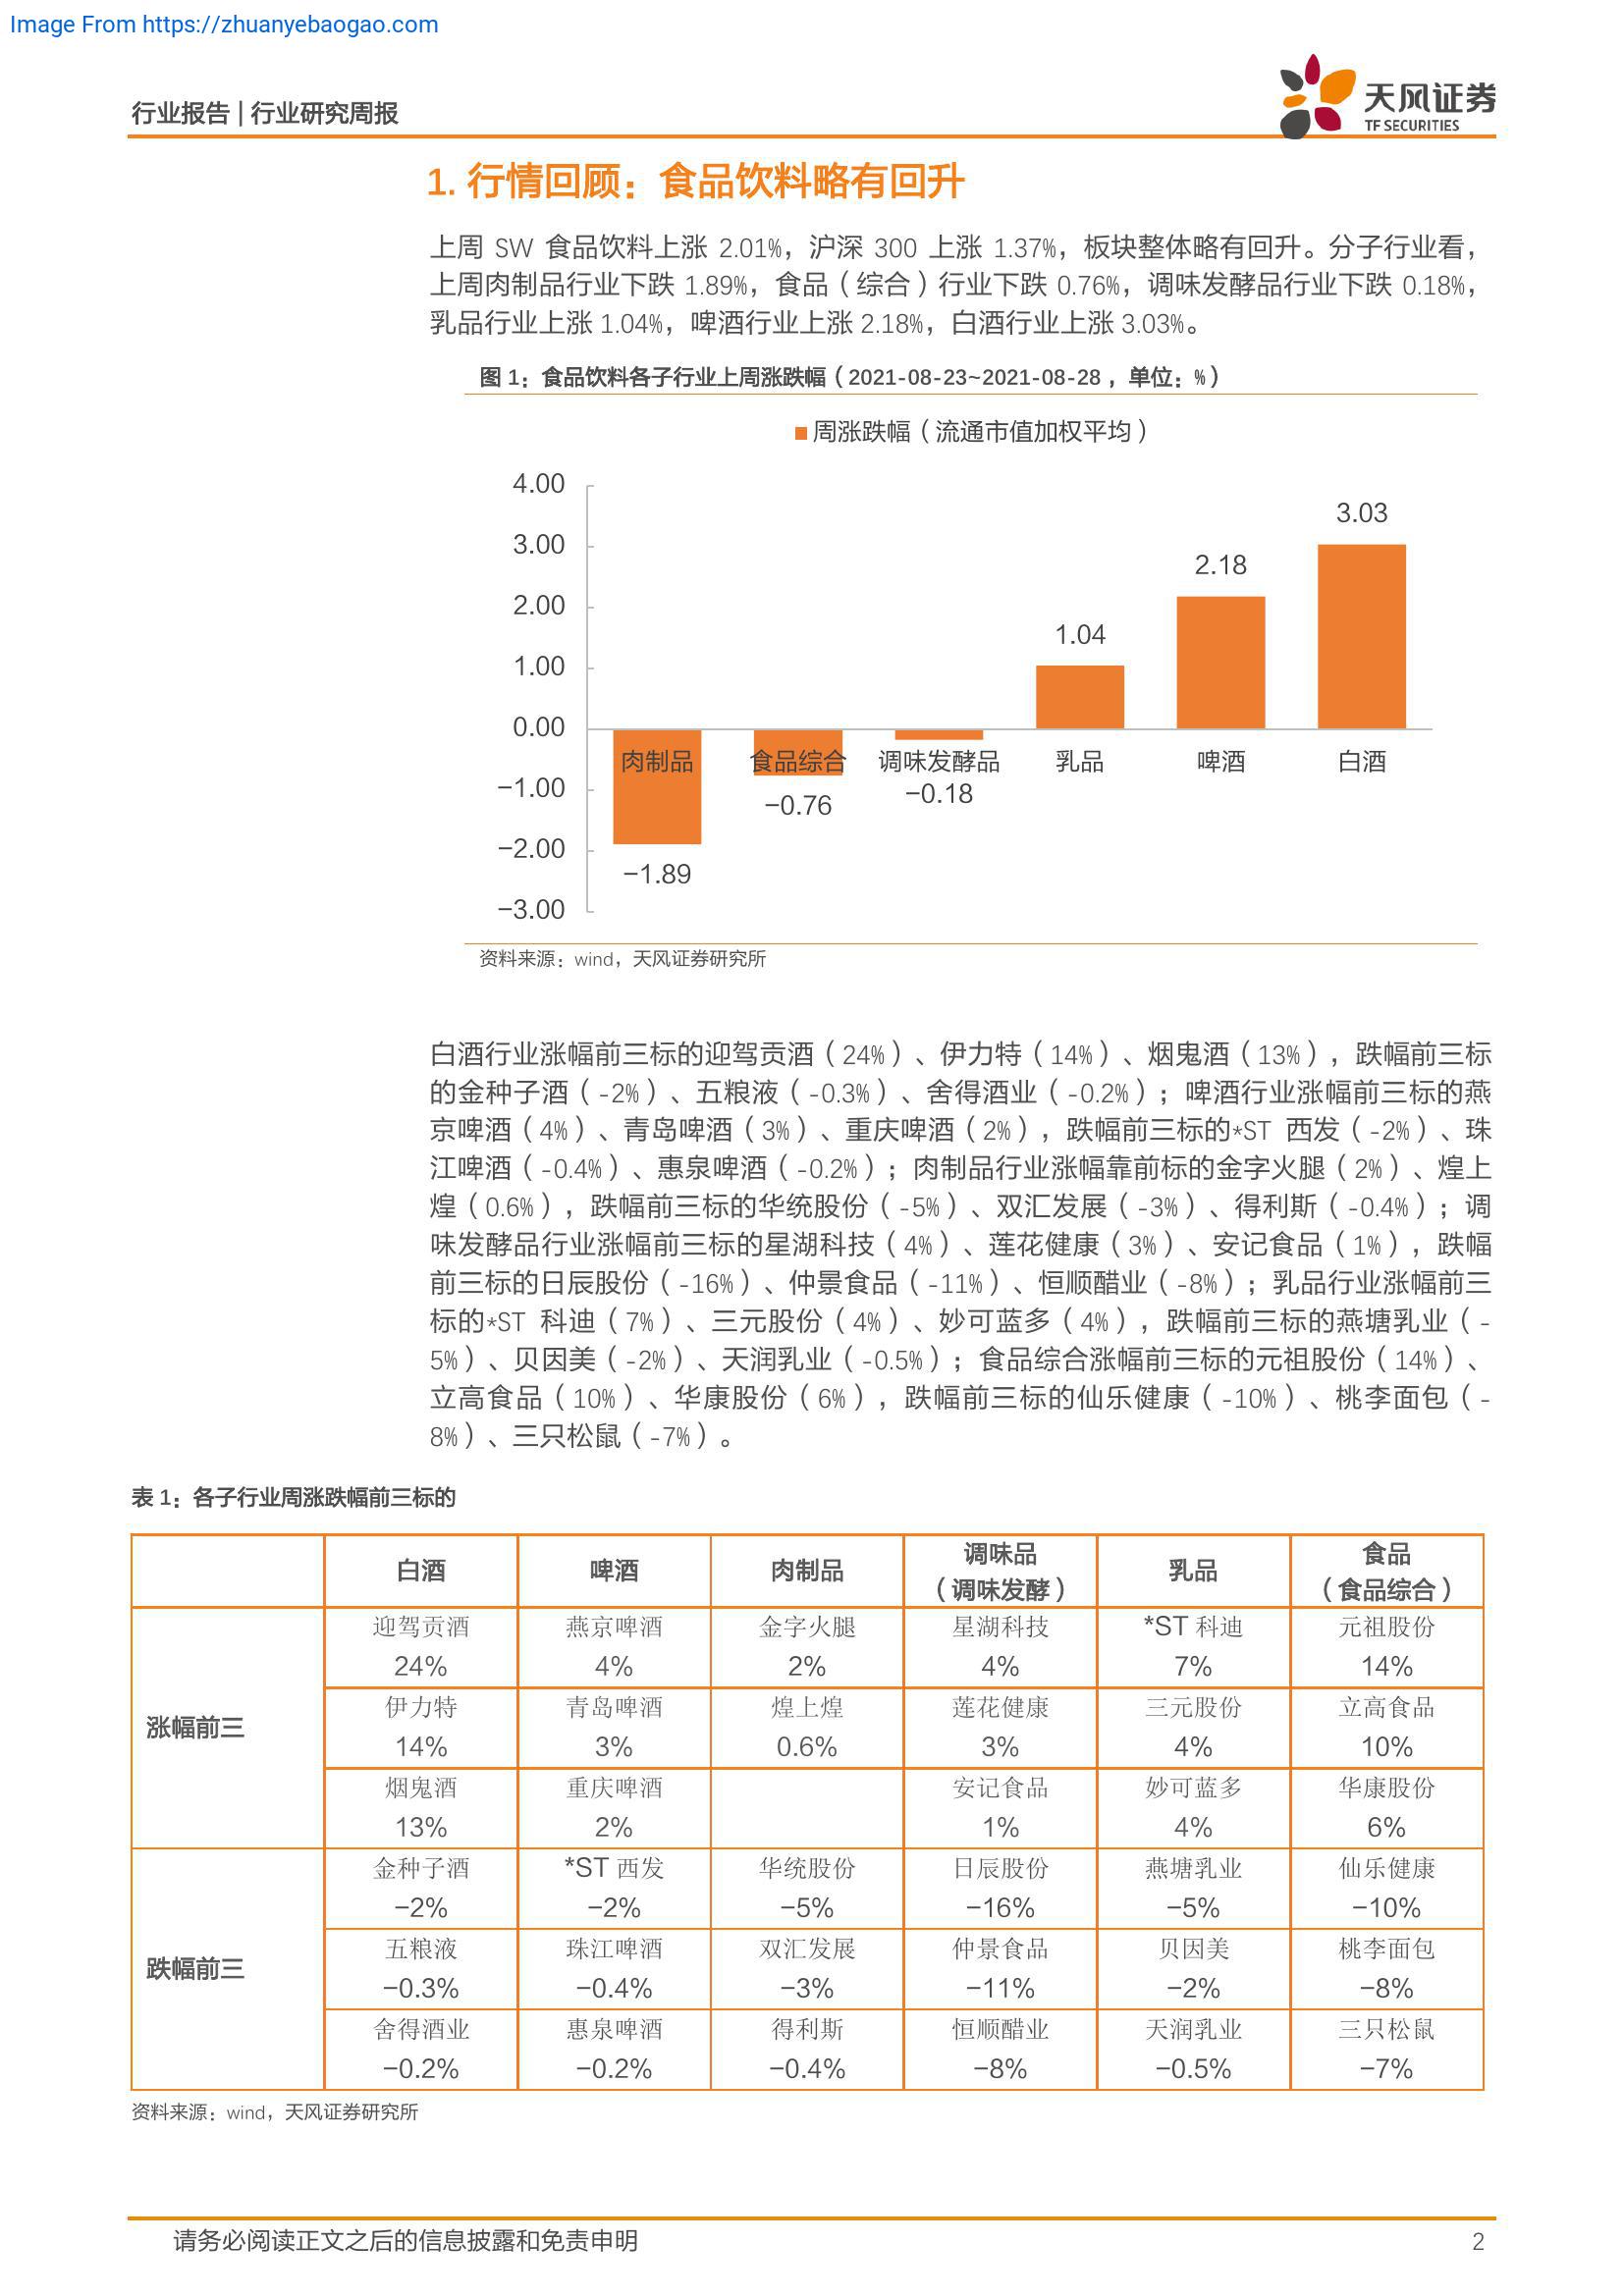 Image From https://zhuanyebaogao.com
行业报告 | 行业研究周报
天风证券
TF SECURITIES
1. 行情回顾：食品饮料略有回升
上周 SW 食品饮料上涨 2.01%，沪深 300 上涨 1.37%，板块整体略有回升。分子行业看，
上周肉制品行业下跌 1.89%，食品（综合）行业下跌 0.76%，调味发酵品行业下跌 0.18%，
乳品行业上涨 1.04%，啤酒行业上涨 2.18%，白酒行业上涨 3.03%。
图 1：食品饮料各子行业上周涨跌幅（2021-08-23~2021-08-28 ，单位：%）
周涨跌幅（流通市值加权平均）
4.00
3.00
2.00
1.00
0.00
−1.00
−2.00
−3.00
肉制品 食品综合 调味发酵品 乳品 啤酒 白酒
−1.89
−0.76
−0.18
1.04
2.18
3.03
资料来源：wind，天风证券研究所
白酒行业涨幅前三标的迎驾贡酒（24%）、伊力特（14%）、烟鬼酒（13%），跌幅前三标
的金种子酒（-2%）、五粮液（-0.3%）、舍得酒业（-0.2%）；啤酒行业涨幅前三标的燕
京啤酒（4%）、青岛啤酒（3%）、重庆啤酒（2%），跌幅前三标的*ST 西发（-2%）、珠
江啤酒（-0.4%）、惠泉啤酒（-0.2%）；肉制品行业涨幅靠前标的金字火腿（2%）、煌上
煌（0.6%），跌幅前三标的华统股份（-5%）、双汇发展（-3%）、得利斯（-0.4%）；调
味发酵品行业涨幅前三标的星湖科技（4%）、莲花健康（3%）、安记食品（1%），跌幅
前三标的日辰股份（-16%）、仲景食品（-11%）、恒顺醋业（-8%）；乳品行业涨幅前三
标的*ST 科迪（7%）、三元股份（4%）、妙可蓝多（4%），跌幅前三标的燕塘乳业（-
5%）、贝因美（-2%）、天润乳业（-0.5%）；食品综合涨幅前三标的元祖股份（14%）、
立高食品（10%）、华康股份（6%），跌幅前三标的仙乐健康（-10%）、桃李面包（-
8%）、三只松鼠（-7%）。
表 1：各子行业周涨跌幅前三标的
白酒 啤酒 肉制品 调味品 乳品 食品
（调味发酵） （食品综合）
涨幅前三
迎驾贡酒 燕京啤酒 金字火腿 星湖科技 *ST 科迪 元祖股份
24% 4% 2% 4% 7% 14%
伊力特 青岛啤酒 煌上煌 莲花健康 三元股份 立高食品
14% 3% 0.6% 3% 4% 10%
烟鬼酒 重庆啤酒 安记食品 妙可蓝多 华康股份
13% 2% 1% 4% 6%
跌幅前三
金种子酒 *ST 西发 华统股份 日辰股份 燕塘乳业 仙乐健康
−2% −2% −5% −16% −5% −10%
五粮液 珠江啤酒 双汇发展 仲景食品 贝因美 桃李面包
−0.3% −0.4% −3% −11% −2% −8%
舍得酒业 惠泉啤酒 得利斯 恒顺醋业 天润乳业 三只松鼠
−0.2% −0.2% −0.4% −8% −0.5% −7%
资料来源：wind，天风证券研究所
请务必阅读正文之后的信息披露和免责申明
2